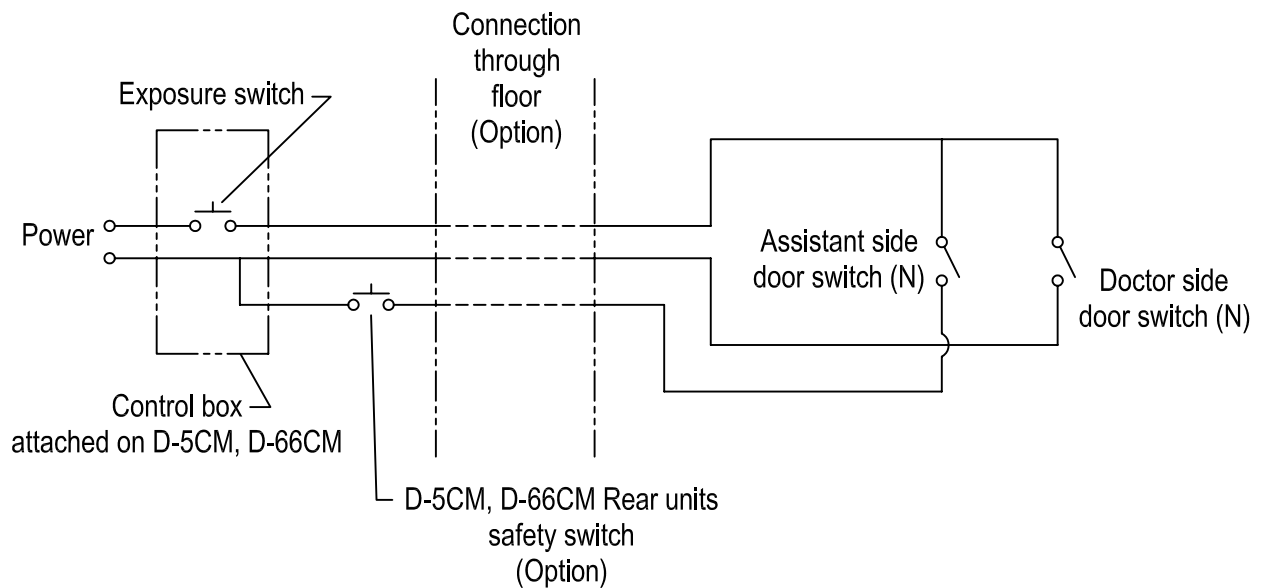 Connection
through
floor
(Option)
Exposure switch
Power
Assistant side
door switch (N)
Doctor side
door switch (N)
Control box
attached on D-5CM, D-66CM
D-5CM, D-66CM Rear units
safety switch
(Option)